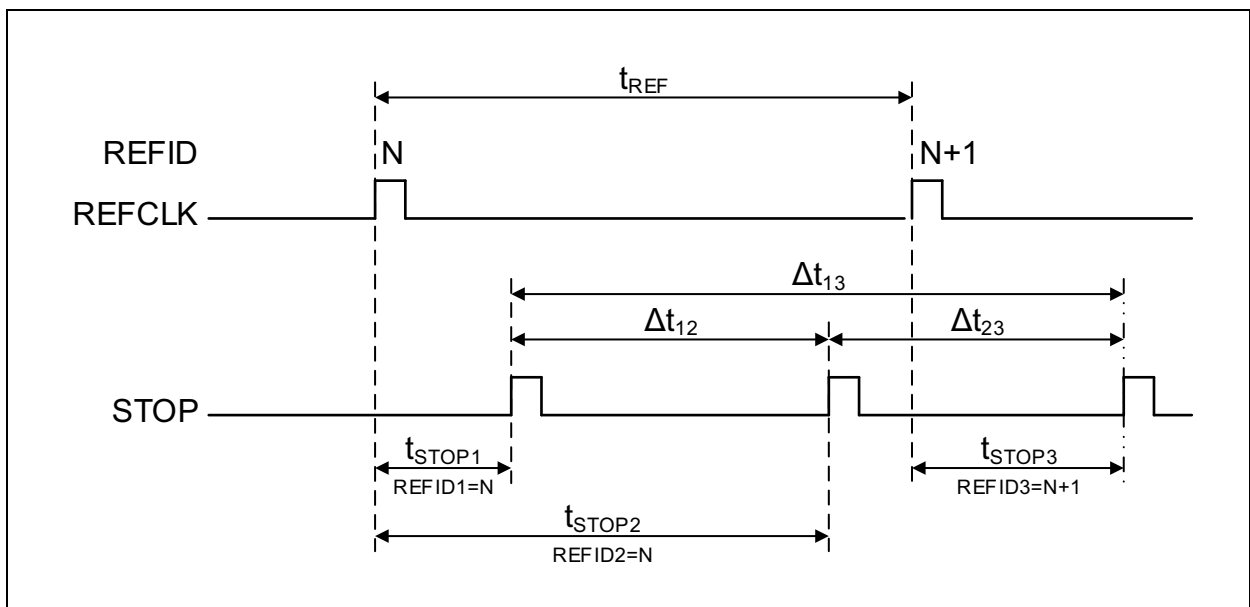 tREF
REFID N N+1
REFCLK
Δt13
Δt12 Δt23
STOP
tSTOP1 tSTOP3
REFID1=N REFID3=N+1
tSTOP2
REFID2=N